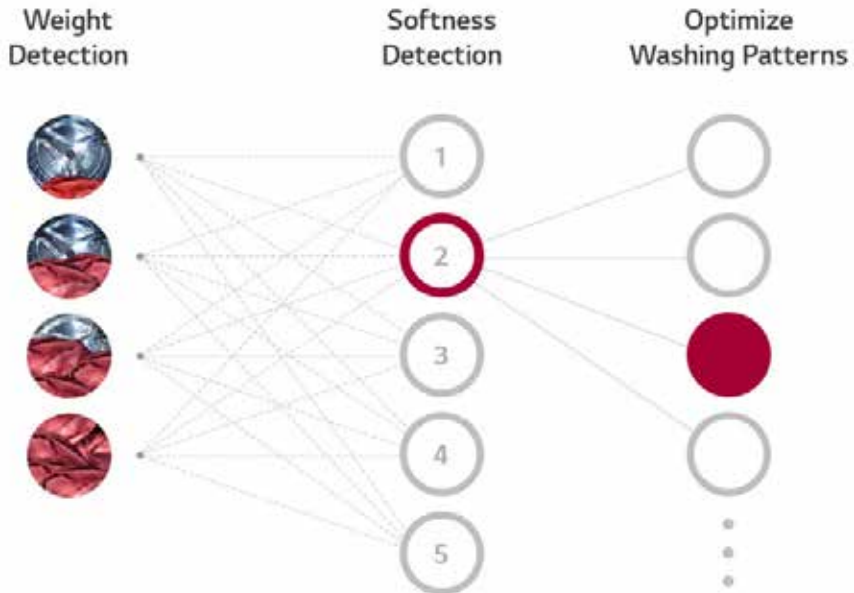 Weight
Detection
Softness
Detection
Optimize
Washing Patterns
1
2
3
4
5